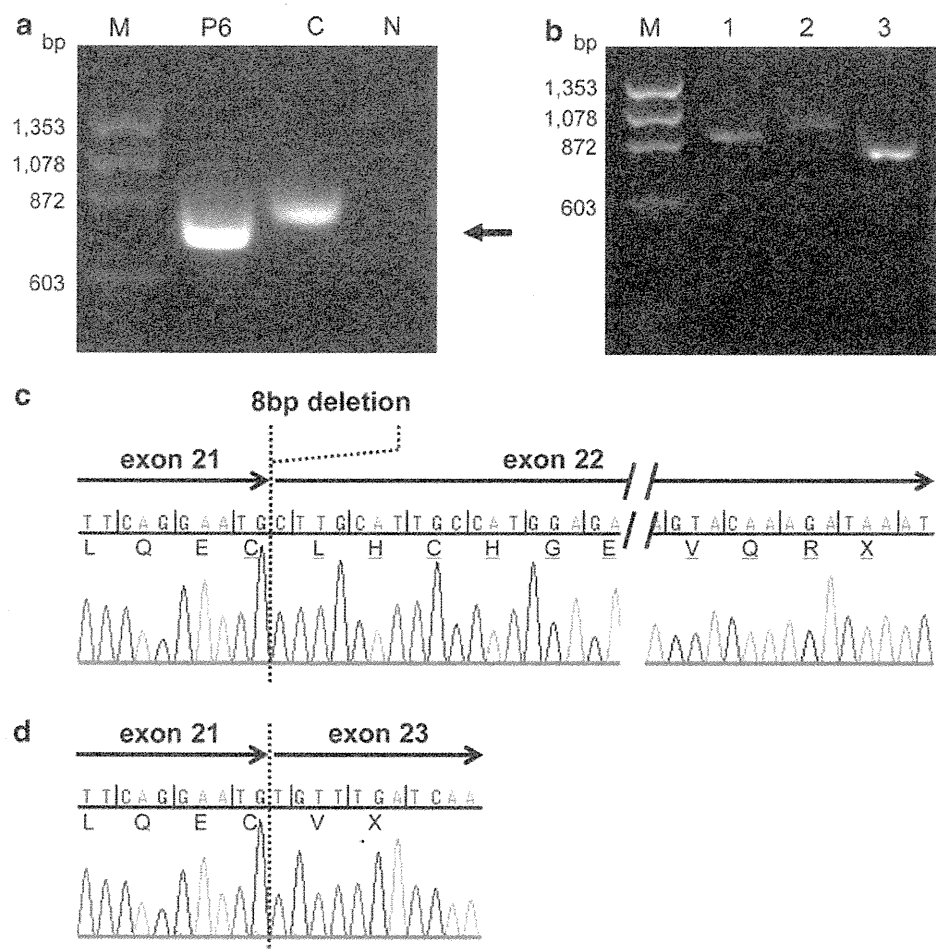 a M P6 C N
bp
1,353
1,078
872
603
b M 1 2 3
bp
1,353
1,078
872
603
c
8bp deletion
exon 21 exon 22
T T C A G G A A T G C T T G C A T T G C C A T G G A G A A G T A C A A A G A T A A A T
L Q E C L H C H G E V Q R X
d
exon 21 exon 23
T T C A G G A A T G T G T T T G A T C A A
L Q E C V X